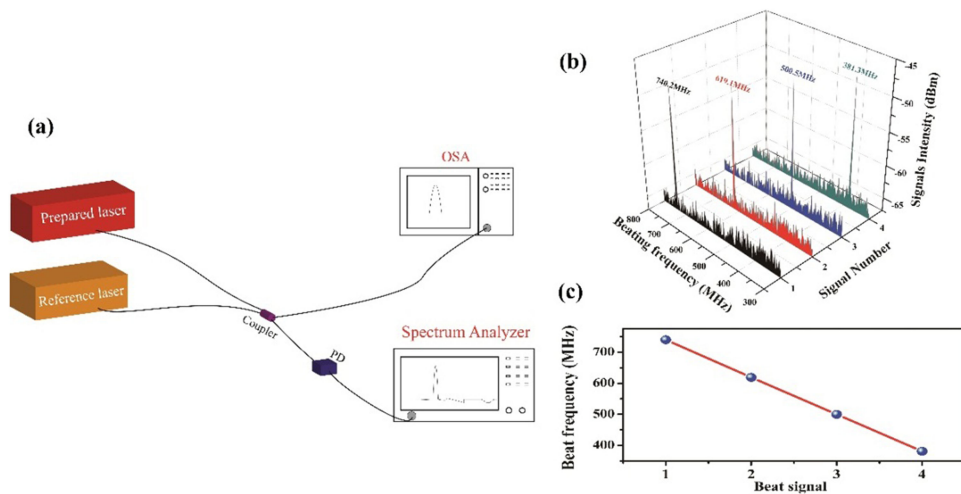 (a)
Prepared laser
Reference laser
Coupler
PD
OSA
Spectrum Analyzer
(b)
740.2MHz
619.1MHz
500.5MHz
381.3MHz
-45
-50
-55
-60
-65
Signals Intensity (dBm)
800
700
600
500
400
300
Beating frequency (MHz)
1
2
3
4
Signal Number
(c)
700
600
500
400
Beat frequency (MHz)
1 2 3 4
Beat signal